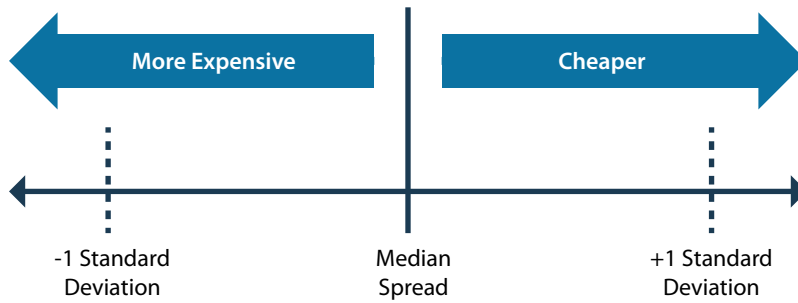 More Expensive
Cheaper
-1 Standard
Deviation
Median
Spread
+1 Standard
Deviation